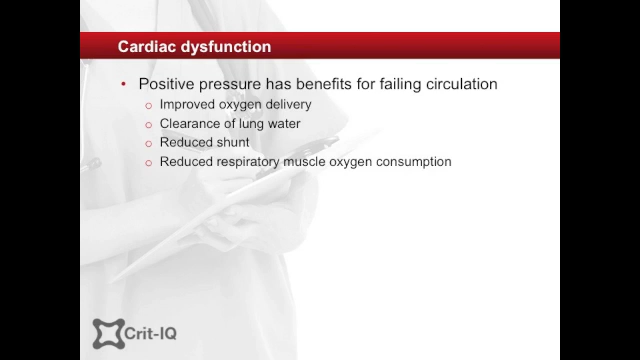 Cardiac dysfunction
• Positive pressure has benefits for failing circulation
o Improved oxygen delivery
o Clearance of lung water
o Reduced shunt
o Reduced respiratory muscle oxygen consumption
Crit-IQ